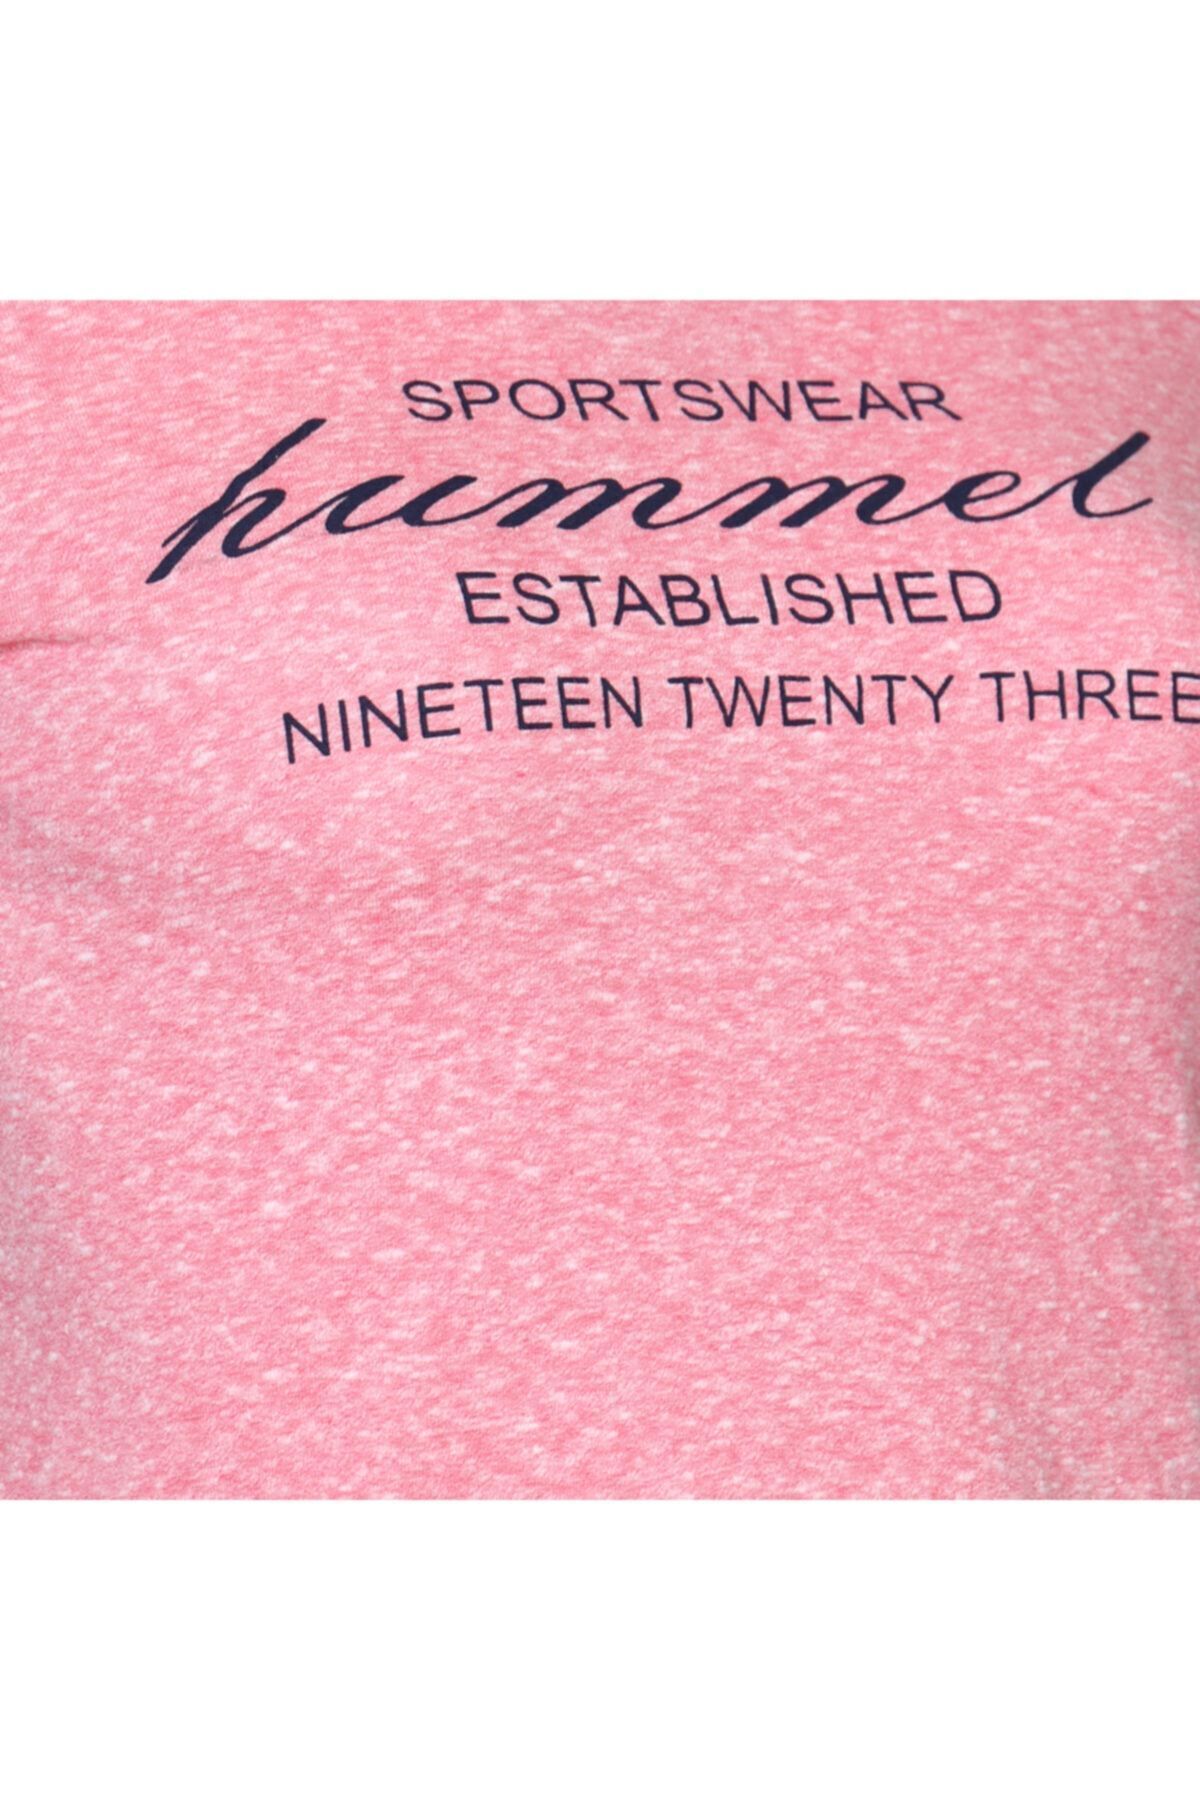 SPORTSWEAR
hummel
ESTABLISHED
NINETEEN TWENTY THREE